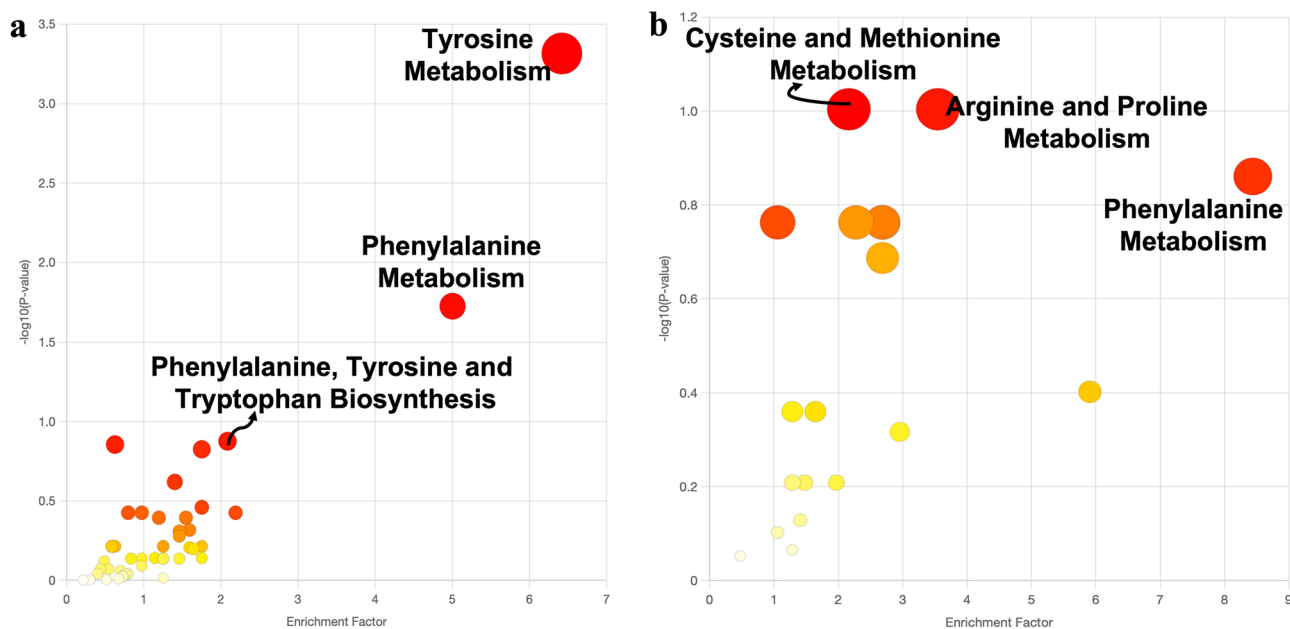 a
3.5
3.0
2.5
2.0
1.5
1.0
0.5
0
-log10(P-value)
Tyrosine
Metabolism
Phenylalanine
Metabolism
Phenylalanine, Tyrosine and
Tryptophan Biosynthesis
0 1 2 3 4 5 6 7
Enrichment Factor
b
1.2
1.0
0.8
0.6
0.4
0.2
0
-log10(P-value)
Cysteine and Methionine
Metabolism
Arginine and Proline
Metabolism
Phenylalanine
Metabolism
0 1 2 3 4 5 6 7 8 9
Enrichment Factor